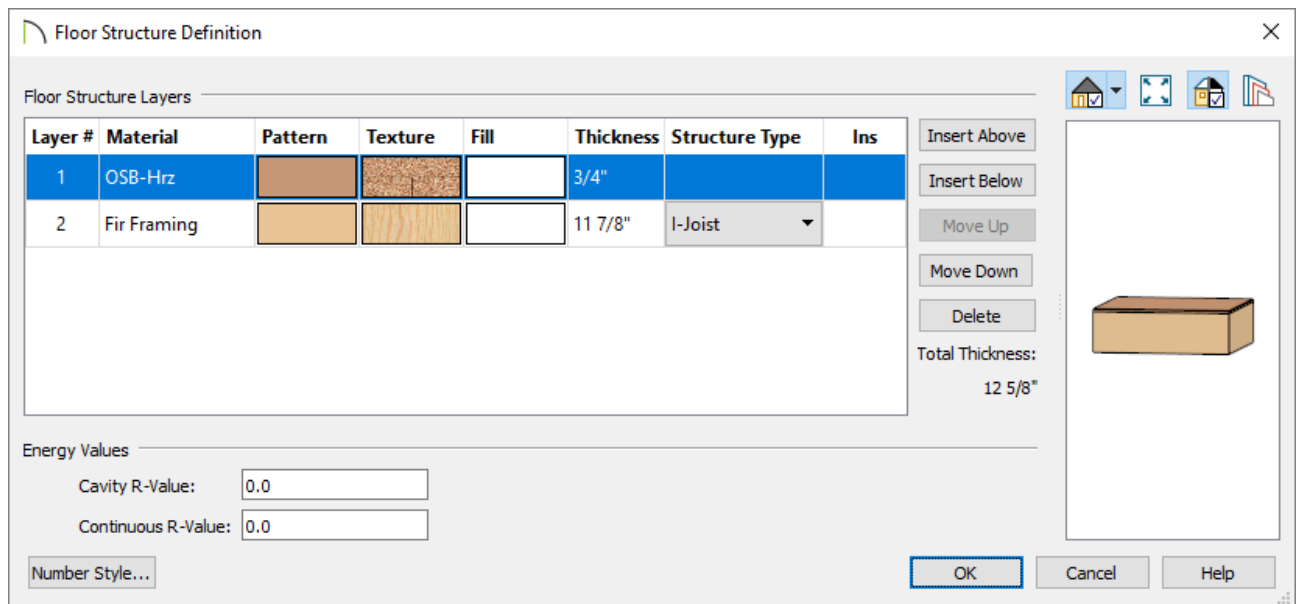 Floor Structure Definition
Floor Structure Layers
Layer # Material Pattern Texture Fill Thickness Structure Type Ins
1 OSB-Hrz 3/4"
2 Fir Framing 11 7/8" I-Joist
Insert Above
Insert Below
Move Up
Move Down
Delete
Total Thickness:
12 5/8"
Energy Values
Cavity R-Value: 0.0
Continuous R-Value: 0.0
Number Style... OK Cancel Help